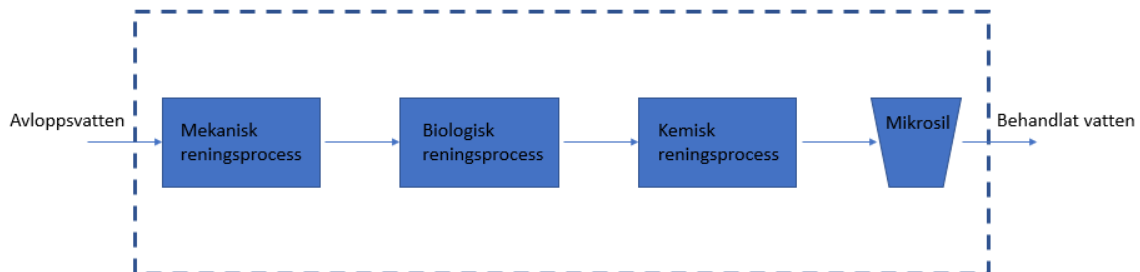 Avloppsvatten
Mekanisk
reningsprocess
Biologisk
reningsprocess
Kemisk
reningsprocess
Mikrosil
Behandlat vatten